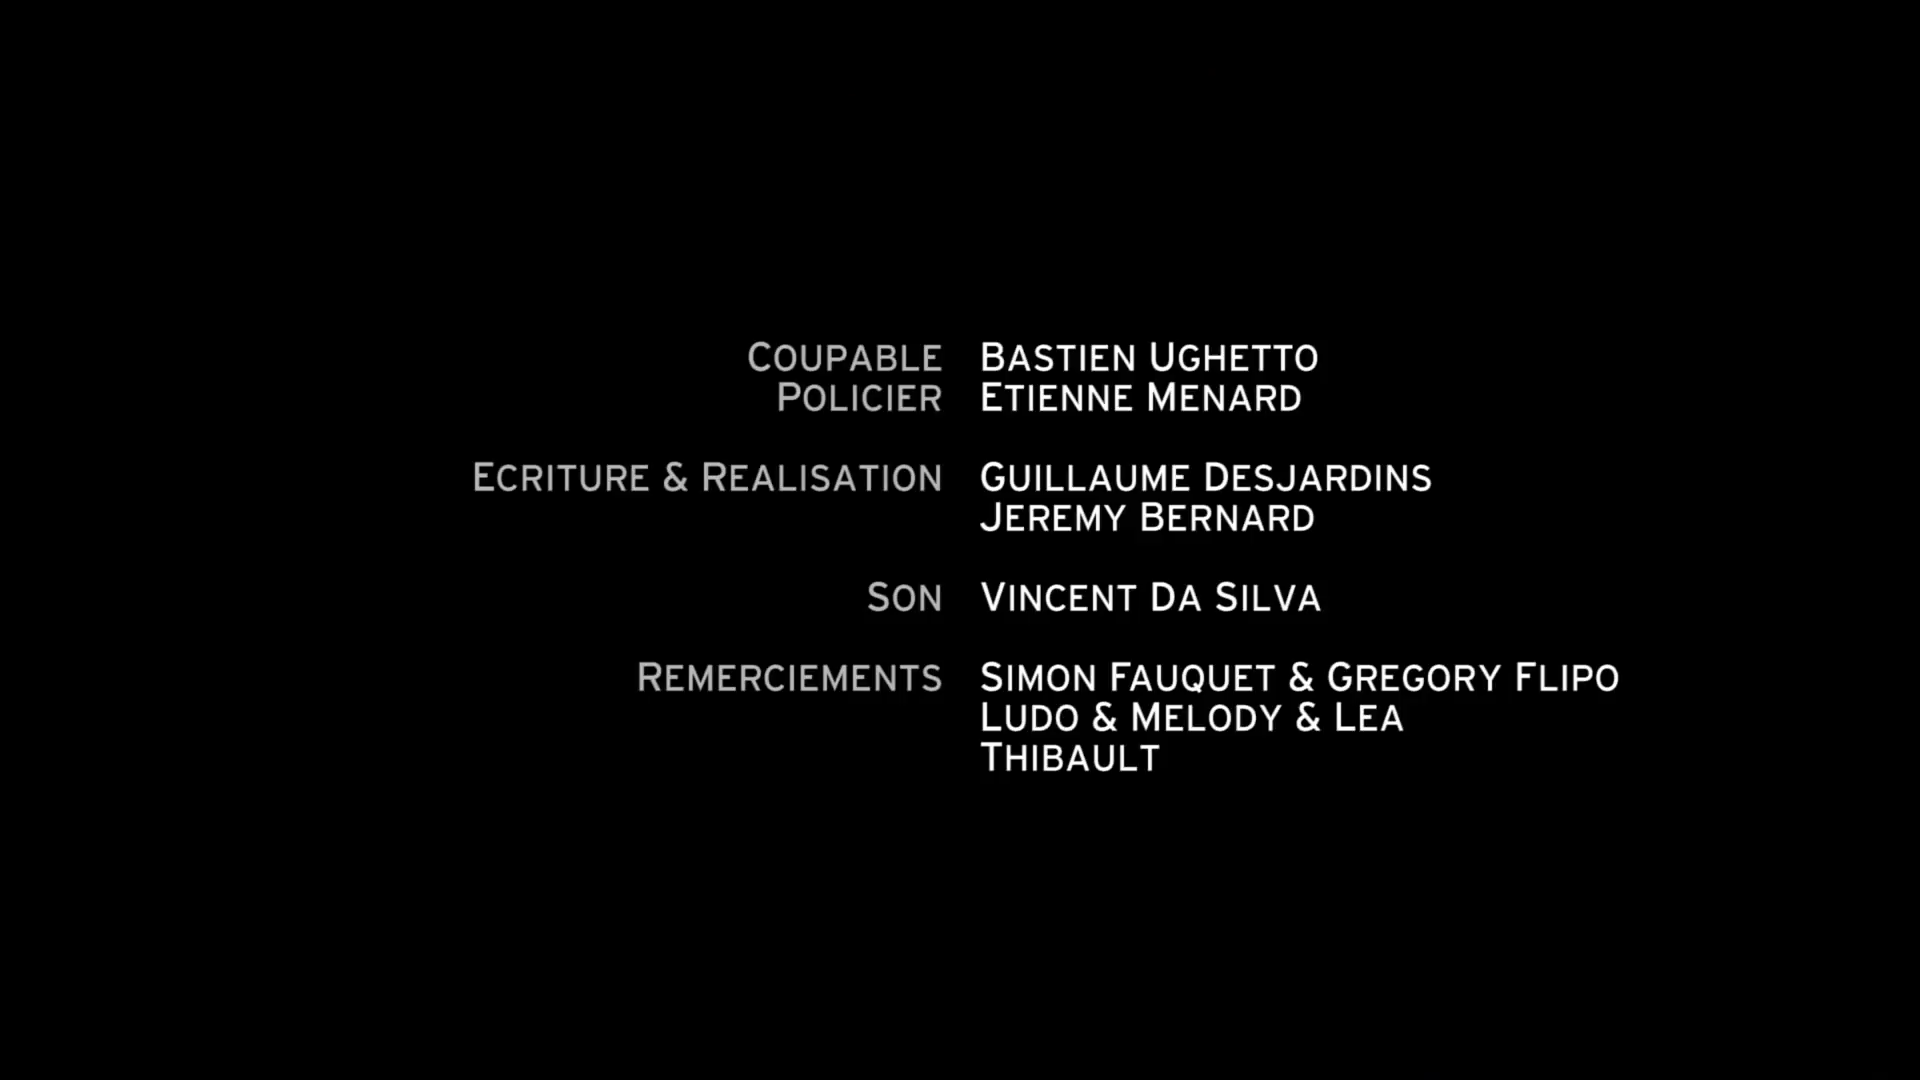 COUPABLE BASTIEN UGHETTO
POLICIER ETIENNE MENARD
ECRITURE & REALISATION GUILLAUME DESJARDINS
JEREMY BERNARD
SON VINCENT DA SILVA
REMERCIEMENTS SIMON FAUQUET & GREGORY FLIPO
LUDO & MELODY & LEA
THIBAULT